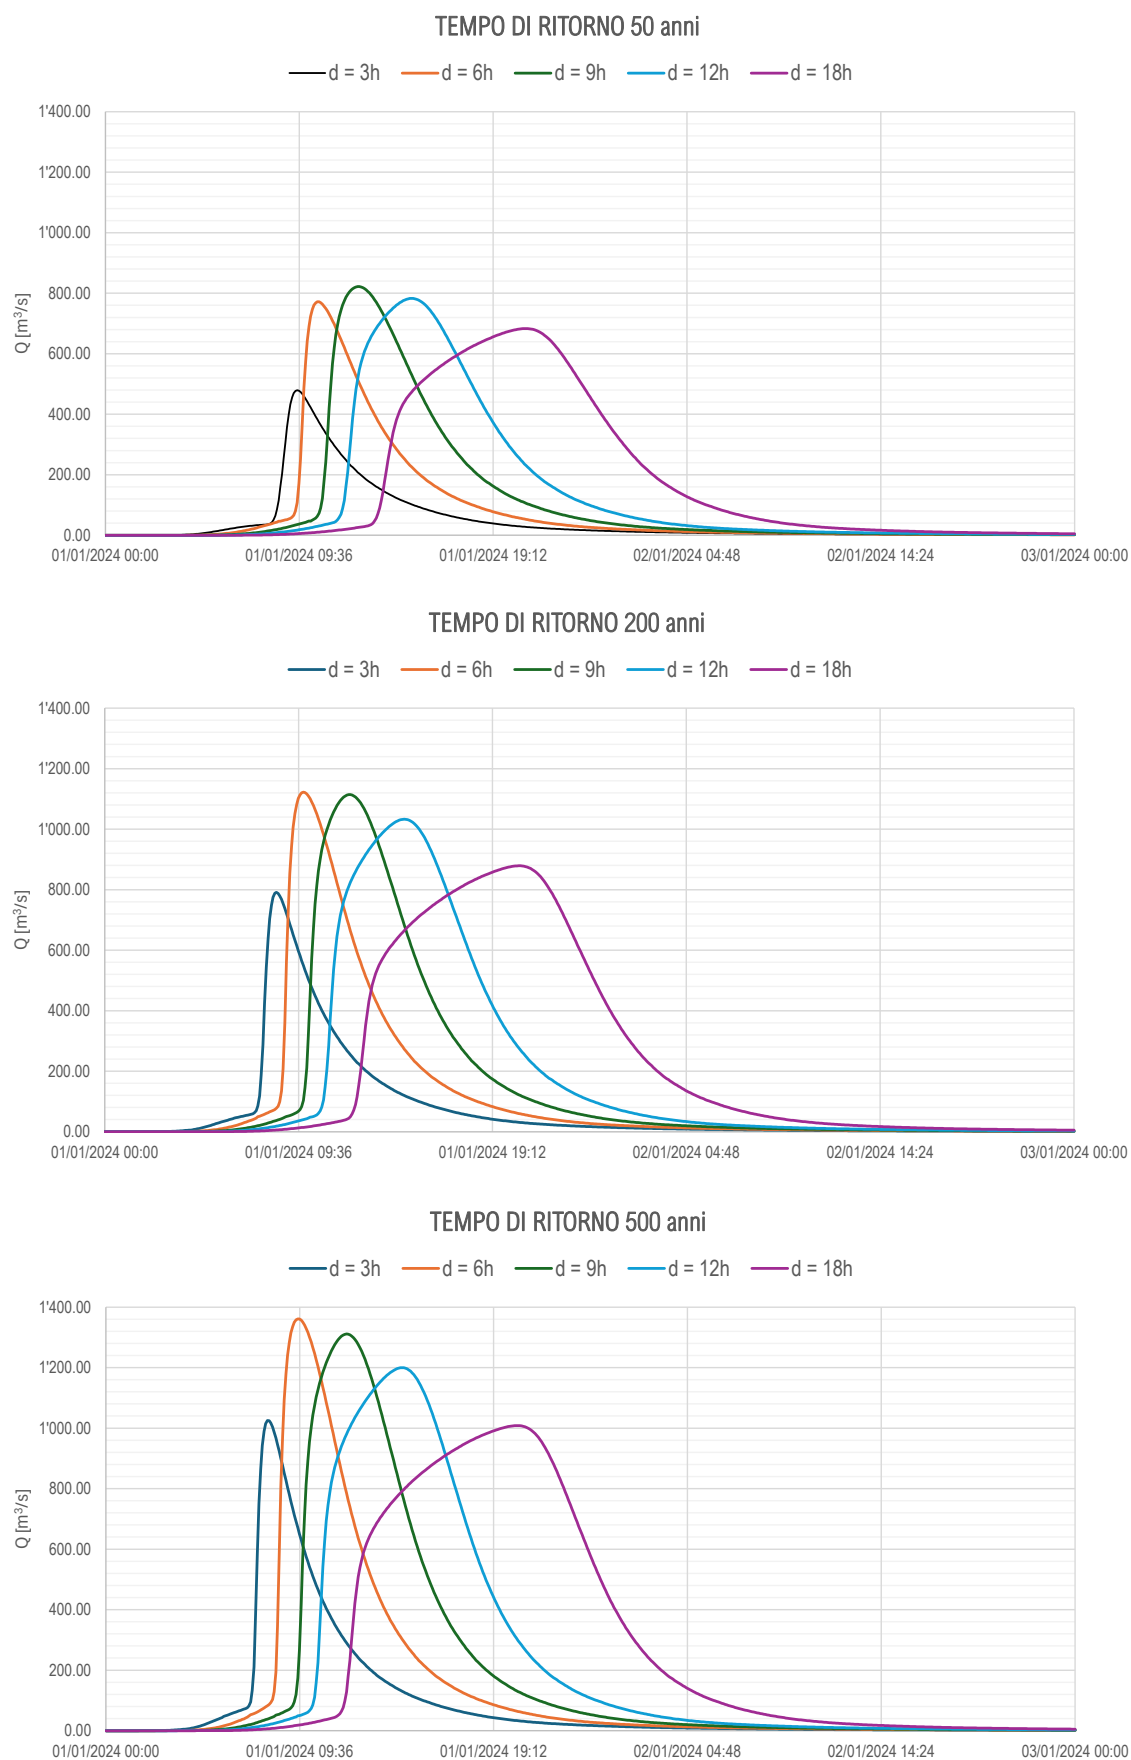 TEMPO DI RITORNO 50 anni
d = 3h d = 6h d = 9h d = 12h d = 18h
1'400.00
1'200.00
1'000.00
800.00
600.00
400.00
200.00
0.00
Q [m³/s]
01/01/2024 00:00 01/01/2024 09:36 01/01/2024 19:12 02/01/2024 04:48 02/01/2024 14:24 03/01/2024 00:00
TEMPO DI RITORNO 200 anni
d = 3h d = 6h d = 9h d = 12h d = 18h
1'400.00
1'200.00
1'000.00
800.00
600.00
400.00
200.00
0.00
Q [m³/s]
01/01/2024 00:00 01/01/2024 09:36 01/01/2024 19:12 02/01/2024 04:48 02/01/2024 14:24 03/01/2024 00:00
TEMPO DI RITORNO 500 anni
d = 3h d = 6h d = 9h d = 12h d = 18h
1'400.00
1'200.00
1'000.00
800.00
600.00
400.00
200.00
0.00
Q [m³/s]
01/01/2024 00:00 01/01/2024 09:36 01/01/2024 19:12 02/01/2024 04:48 02/01/2024 14:24 03/01/2024 00:00